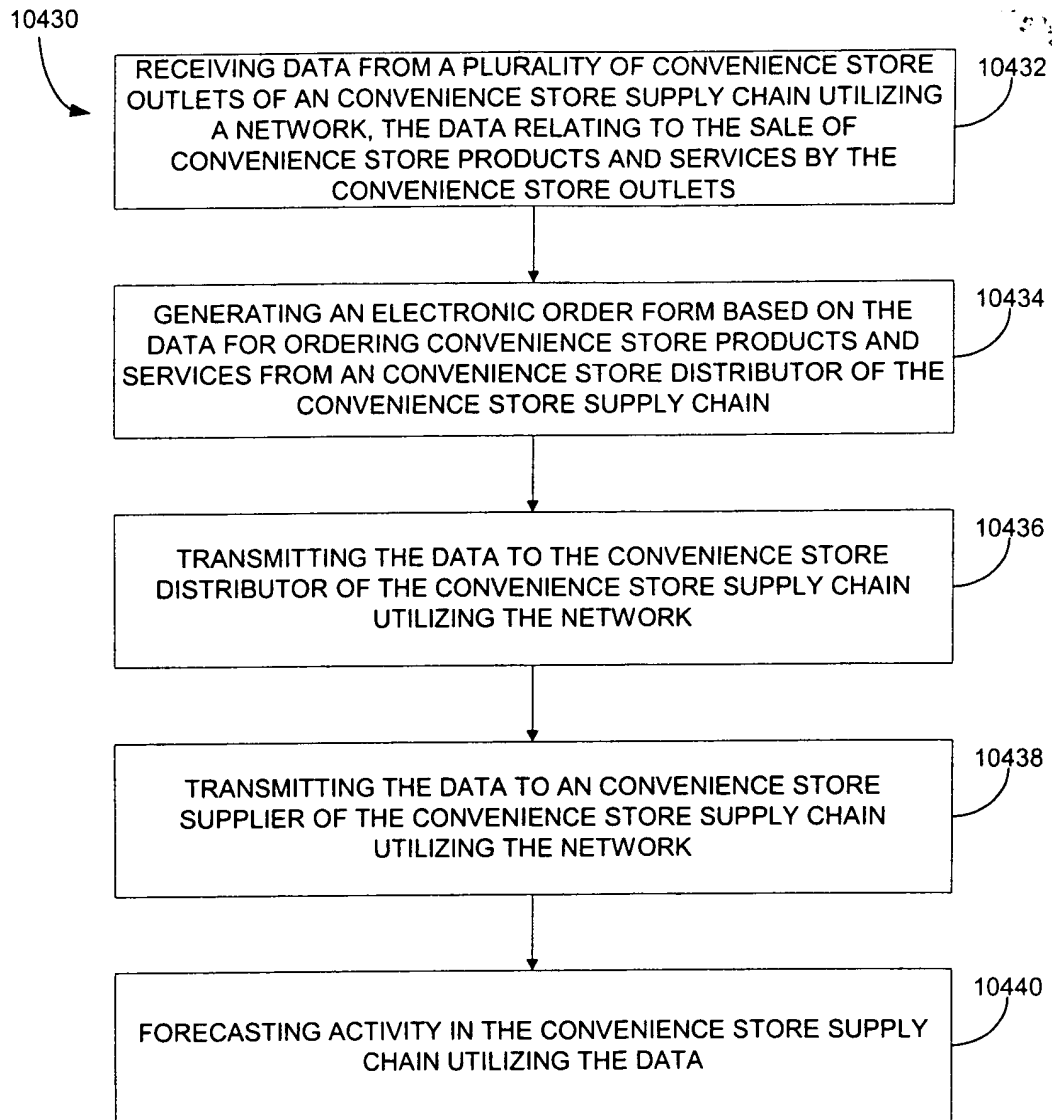 10430
RECEIVING DATA FROM A PLURALITY OF CONVENIENCE STORE
OUTLETS OF AN CONVENIENCE STORE SUPPLY CHAIN UTILIZING
A NETWORK, THE DATA RELATING TO THE SALE OF
CONVENIENCE STORE PRODUCTS AND SERVICES BY THE
CONVENIENCE STORE OUTLETS
10432
GENERATING AN ELECTRONIC ORDER FORM BASED ON THE
DATA FOR ORDERING CONVENIENCE STORE PRODUCTS AND
SERVICES FROM AN CONVENIENCE STORE DISTRIBUTOR OF THE
CONVENIENCE STORE SUPPLY CHAIN
10434
TRANSMITTING THE DATA TO THE CONVENIENCE STORE
DISTRIBUTOR OF THE CONVENIENCE STORE SUPPLY CHAIN
UTILIZING THE NETWORK
10436
TRANSMITTING THE DATA TO AN CONVENIENCE STORE
SUPPLIER OF THE CONVENIENCE STORE SUPPLY CHAIN
UTILIZING THE NETWORK
10438
FORECASTING ACTIVITY IN THE CONVENIENCE STORE SUPPLY
CHAIN UTILIZING THE DATA
10440